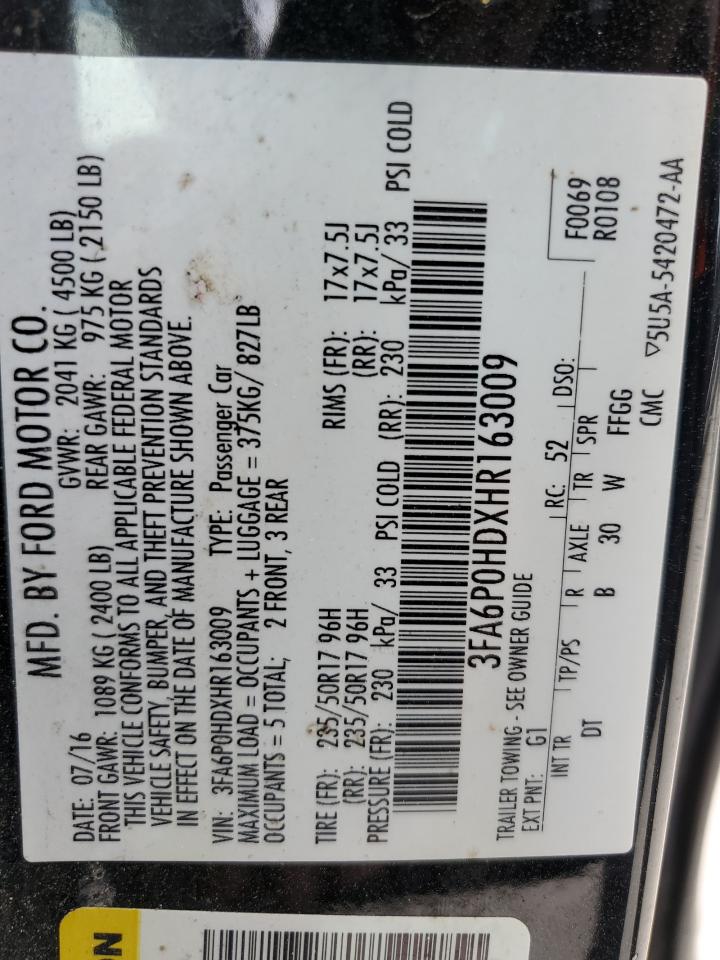 MFD. BY FORD MOTOR CO.
DATE: 07/16 GVWR: 2041 KG ( 4500 LB)
FRONT GAWR: 1089 KG ( 2400 LB) REAR GAWR: 975 KG ( 2150 LB)
THIS VEHICLE CONFORMS TO ALL APPLICABLE FEDERAL MOTOR
VEHICLE SAFETY, BUMPER, AND THEFT PREVENTION STANDARDS
IN EFFECT ON THE DATE OF MANUFACTURE SHOWN ABOVE.
VIN: 3FA6P0HDXHR163009 TYPE: Passenger Car
MAXIMUM LOAD = OCCUPANTS + LUGGAGE = 375KG/ 827LB
OCCUPANTS = 5 TOTAL; 2 FRONT, 3 REAR
TIRE (FR): 235/50R17 96H RIMS (FR): 17x7.5J
(RR): 235/50R17 96H (RR): 17x7.5J
PRESSURE (FR): 230 kPa/ 33 PSI COLD (RR): 230 kPa/ 33 PSI COLD
3FA6P0HDXHR163009
TRAILER TOWING - SEE OWNER GUIDE
EXT PNT: G1 RC: 52 DSO: F0069
R0108
INT TR TP/PS R AXLE TR SPR
DT B 30 W FFGG
CMC ▽5U5A-5420472-AA
ON